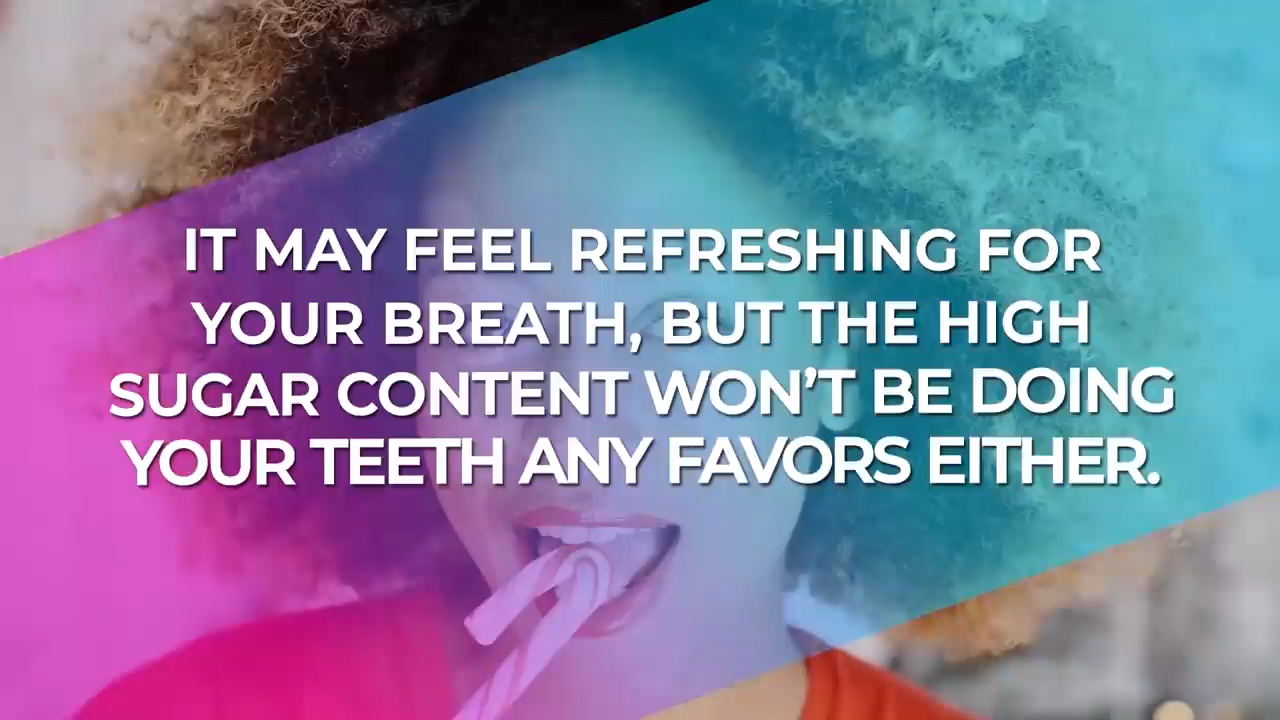 IT MAY FEEL REFRESHING FOR
YOUR BREATH, BUT THE HIGH
SUGAR CONTENT WON’T BE DOING
YOUR TEETH ANY FAVORS EITHER.